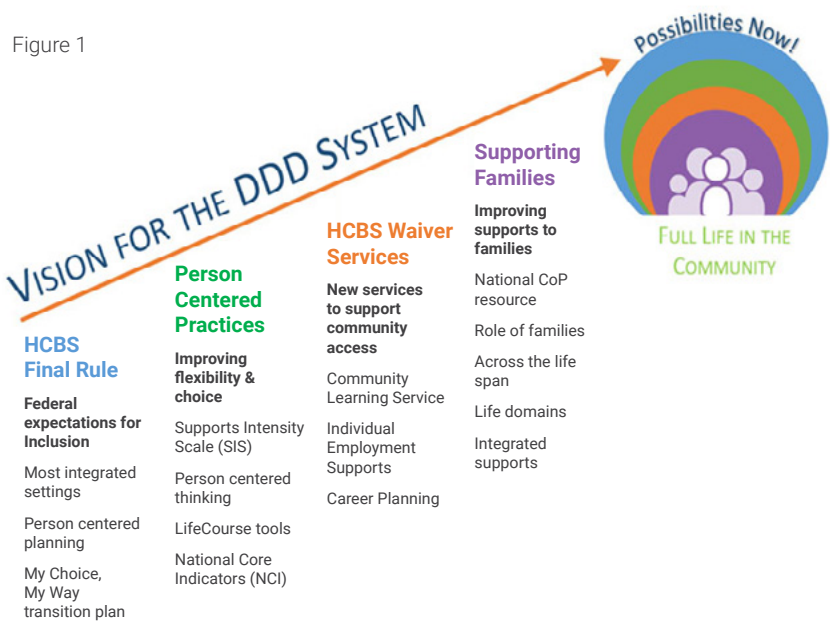 Figure 1
Possibilities Now!
VISION FOR THE DDD SYSTEM
FULL LIFE IN THE
COMMUNITY
HCBS
Final Rule
Federal
expectations for
Inclusion
Most integrated
settings
Person centered
planning
My Choice,
My Way
transition plan
Person
Centered
Practices
Improving
flexibility &
choice
Supports Intensity
Scale (SIS)
Person centered
thinking
LifeCourse tools
National Core
Indicators (NCI)
HCBS Waiver
Services
New services
to support
community
access
Community
Learning Service
Individual
Employment
Supports
Career Planning
Supporting
Families
Improving
supports to
families
National CoP
resource
Role of families
Across the life
span
Life domains
Integrated
supports